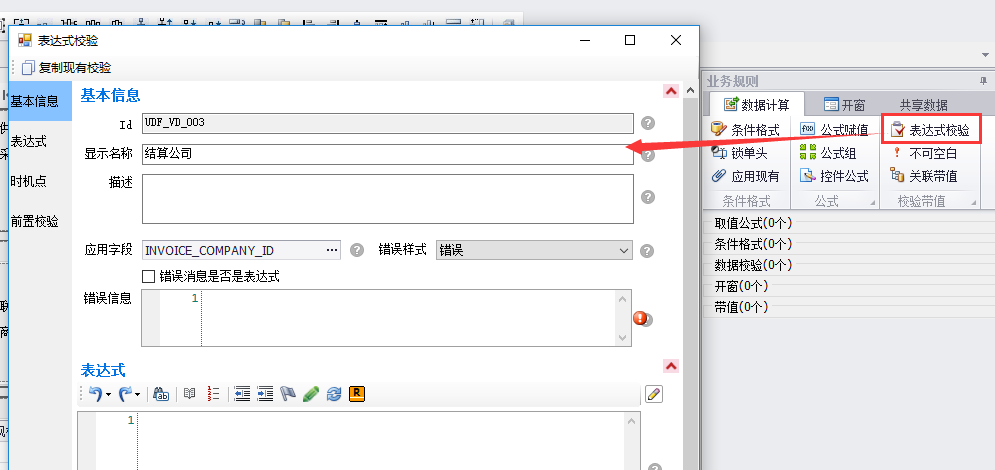 表达式校验
复制现有校验
基本信息
表达式
时机点
前置校验
基本信息
Id UDF_VD_003
显示名称 结算公司
描述
应用字段 INVOICE_COMPANY_ID ... 错误样式 错误
错误消息是否是表达式
错误信息 1
表达式
R
1
业务规则
数据计算 开窗 共享数据
条件格式 公式赋值 表达式校验
锁单头 公式组 不可空白
应用现有 控件公式 关联带值
条件格式 公式 校验带值
取值公式(0个)
条件格式(0个)
数据校验(0个)
开窗(0个)
带值(0个)